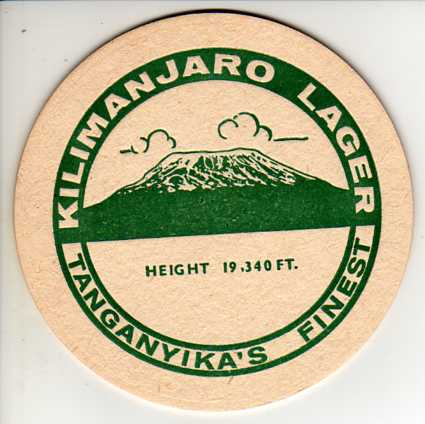 KILIMANJARO LAGER
HEIGHT 19,340 FT.
TANGANYIKA'S FINEST